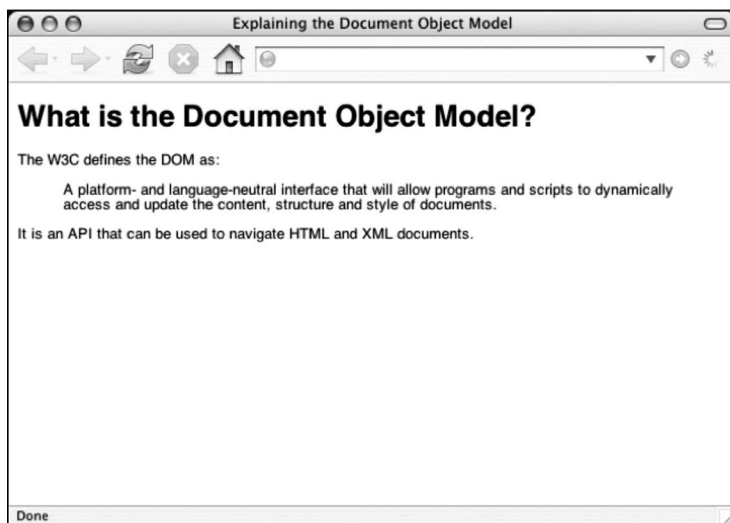 Explaining the Document Object Model
What is the Document Object Model?
The W3C defines the DOM as:
A platform- and language-neutral interface that will allow programs and scripts to dynamically
access and update the content, structure and style of documents.
It is an API that can be used to navigate HTML and XML documents.
Done